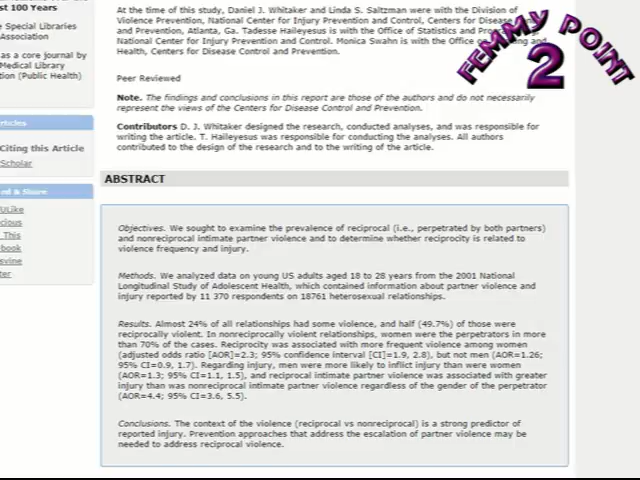 st 100 Years
e Special Libraries
Association
as a core journal by
Medical Library
tion (Public Health)
rticles
Citing this Article
Scholar
& Share
ULike
cious
This
book
svine
ter
At the time of this study, Daniel J. Whitaker and Linda S. Saltzman were with the Division of
Violence Prevention, National Center for Injury Prevention and Control, Centers for Disease
and Prevention, Atlanta, Ga. Tadesse Haileyesus is with the Office of Statistics and
National Center for Injury Prevention and Control. Monica Swahn is with the Office and
Health, Centers for Disease Control and Prevention.
FEMMY POINT
2
Peer Reviewed
Note. The findings and conclusions in this report are those of the authors and do not necessarily
represent the views of the Centers for Disease Control and Prevention.
Contributors D. J. Whitaker designed the research, conducted analyses, and was responsible for
writing the article. T. Haileyesus was responsible for conducting the analyses. All authors
contributed to the design of the research and to the writing of the article.
ABSTRACT
Objectives. We sought to examine the prevalence of reciprocal (i.e., perpetrated by both partners)
and nonreciprocal intimate partner violence and to determine whether reciprocity is related to
violence frequency and injury.
Methods. We analyzed data on young US adults aged 18 to 28 years from the 2001 National
Longitudinal Study of Adolescent Health, which contained information about partner violence and
injury reported by 11 370 respondents on 18761 heterosexual relationships.
Results. Almost 24% of all relationships had some violence, and half (49.7%) of those were
reciprocally violent. In nonreciprocally violent relationships, women were the perpetrators in more
than 70% of the cases. Reciprocity was associated with more frequent violence among women
(adjusted odds ratio [AOR]=2.3; 95% confidence interval [CI]=1.9, 2.8), but not men (AOR=1.26;
95% CI=0.9, 1.7). Regarding injury, men were more likely to inflict injury than were women
(AOR=1.3; 95% CI=1.1, 1.5), and reciprocal intimate partner violence was associated with greater
injury than was nonreciprocal intimate partner violence regardless of the gender of the perpetrator
(AOR=4.4; 95% CI=3.6, 5.5).
Conclusions. The context of the violence (reciprocal vs nonreciprocal) is a strong predictor of
reported injury. Prevention approaches that address the escalation of partner violence may be
needed to address reciprocal violence.